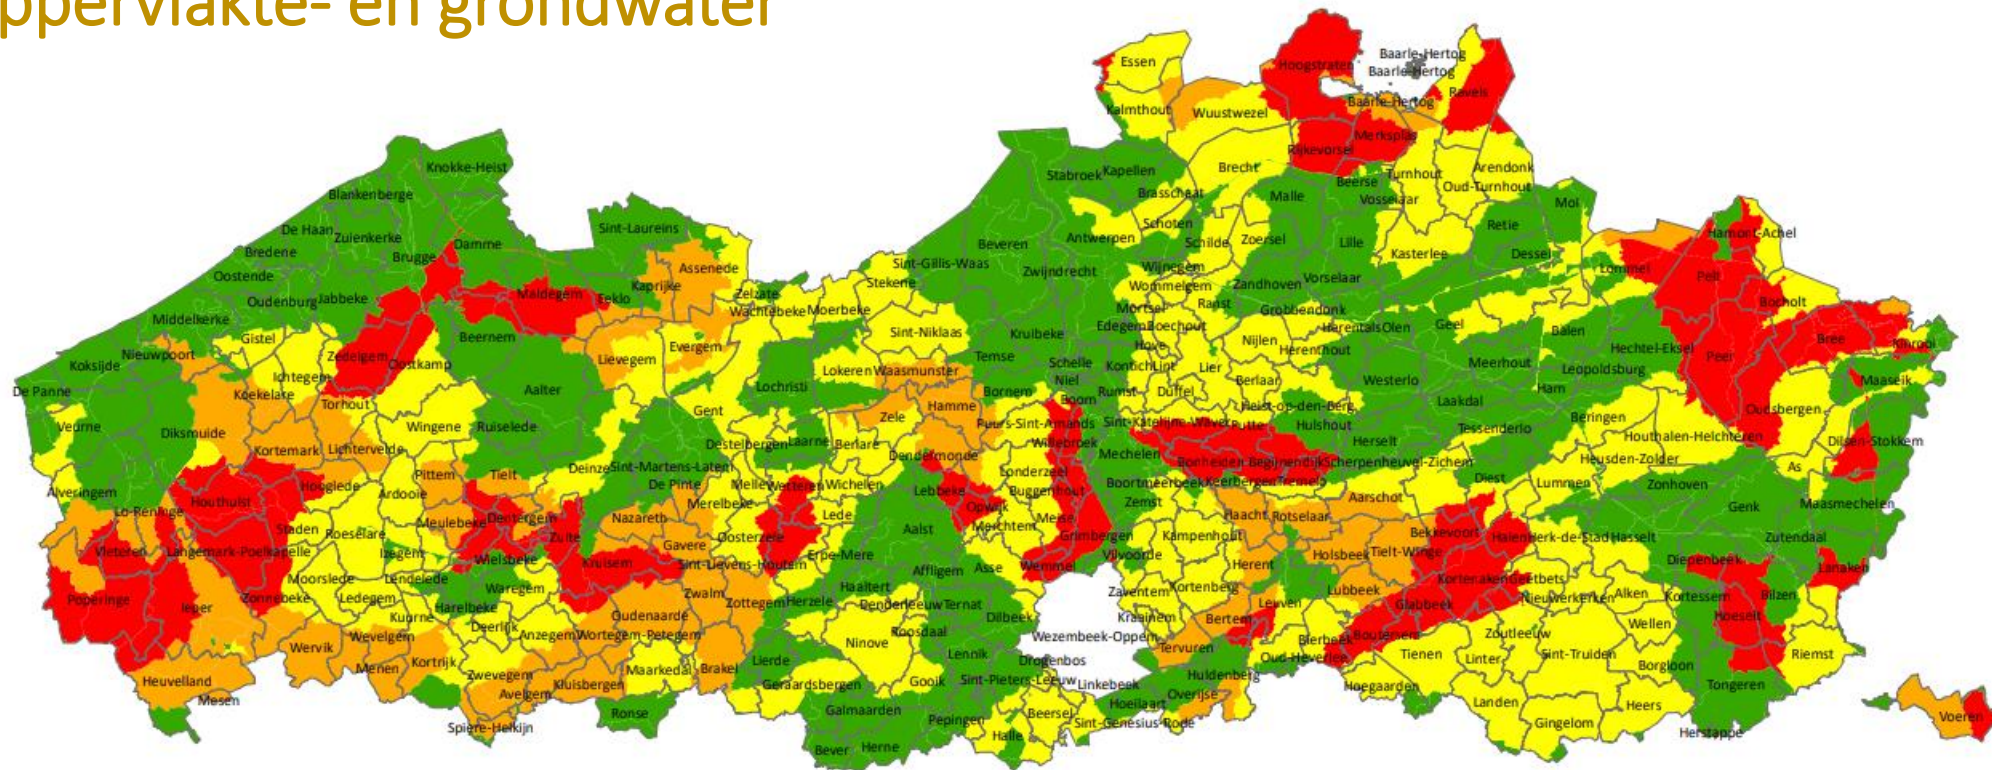 ppervlakte- en grondwater
Essen
Hoogstraten
Baarle-Hertog
Baarle-Hertog
Baarle-Hertog
Ravels
Kalmthout
Wuustwezel
Merksplas
Rijkevorsel
Knokke-Heist
Blankenberge
Stabroek
Kapellen
Brecht
Turnhout
Arendonk
Oud-Turnhout
Beerse
Brasschaat
Malle
Vosselaar
Mol
De Haan
Zuienkerke
Damme
Sint-Laureins
Beveren
Antwerpen
Schoten
Schilde
Zoersel
Lille
Retie
Kasterlee
Dessel
Hamont-Achel
Bredene
Brugge
Oostende
Assenede
Kaprijke
Sint-Gillis-Waas
Stekene
Zwijndrecht
Wijnegem
Wommelgem
Zandhoven
Vorselaar
Lommel
Pelt
Oudenburg
Jabbeke
Maldegem
Eeklo
Zelzate
Wachtebeke
Moerbeke
Mortsel
Ranst
Grobbendonk
Bocholt
Middelkerke
Gistel
Beernem
Lievegem
Evergem
Sint-Niklaas
Kruibeke
Edegem
Boechout
Hove
Nijlen
Herentals
Olen
Geel
Balen
Herenthout
Hechtel-Eksel
Peer
Bree
Kinrooi
Nieuwpoort
Koksijde
Zedelgem
Oostkamp
Ichtegem
Koekelare
Torhout
Aalter
Lochristi
Lokeren
Waasmunster
Temse
Schelle
Niel
Kontich
Lint
Lier
Meerhout
Leopoldsburg
Maaseik
De Panne
Bornem
Boom
Rumst
Duffel
Berlaar
Westerlo
Ham
Laakdal
Veurne
Diksmuide
Kortemark
Lichtervelde
Wingene
Ruiselede
Gent
Hamme
Zele
Puurs-Sint-Amands
Sint-Katelijne-Waver
Putte
Heist-op-den-Berg
Hulshout
Herselt
Tessenderlo
Beringen
Oudsbergen
Houthalen-Helchteren
Dilsen-Stokkem
Destelbergen
Laarne
Berlare
Dendermonde
Willebroek
Mechelen
Bonheiden
Begijnendijk
Scherpenheuvel-Zichem
Heusden-Zolder
As
Pittem
Tielt
Deinze
Sint-Martens-Latem
De Pinte
Melle
Wetteren
Wichelen
Lebbeke
Londerzeel
Buggenhout
Boortmeerbeek
Keerbergen
Tremelo
Diest
Lummen
Zonhoven
Genk
Maasmechelen
Alveringem
Houthulst
Hooglede
Ardooie
Merelbeke
Zemst
Aarschot
Lo-Reninge
Staden
Roeselare
Meulebeke
Dentergem
Nazareth
Lede
Aalst
Opwijk
Merchtem
Meise
Haacht
Rotselaar
Bekkevoort
Halen
Herk-de-Stad
Hasselt
Zutendaal
Vleteren
Langemark-Poelkapelle
Izegem
Wielsbeke
Zulte
Kruisem
Gavere
Oosterzele
Sint-Lievens-Houtem
Erpe-Mere
Grimbergen
Vilvoorde
Kampenhout
Holsbeek
Tielt-Winge
Diepenbeek
Lanaken
Poperinge
Moorslede
Lendelede
Waregem
Affligem
Asse
Wemmel
Herent
Kortenaken
Geetbets
Ieper
Zonnebeke
Ledegem
Harelbeke
Kuurne
Deerlijk
Oudenaarde
Zwalm
Zottegem
Herzele
Haaltert
Denderleeuw
Ternat
Dilbeek
Zaventem
Kortenberg
Kraainem
Leuven
Lubbeek
Glabbeek
Nieuwerkerken
Alken
Kortessem
Hoeselt
Bilzen
Wervik
Wevelgem
Menen
Kortrijk
Anzegem
Wortegem-Petegem
Ninove
Roosdaal
Wezembeek-Oppem
Bertem
Bierbeek
Boutersem
Zoutleeuw
Wellen
Tervuren
Oud-Heverlee
Tienen
Linter
Sint-Truiden
Borgloon
Riemst
Heuvelland
Mesen
Zwevegem
Avelgem
Kluisbergen
Maarkedal
Brakel
Lierde
Geraardsbergen
Lennik
Gooik
Drogenbos
Sint-Pieters-Leeuw
Linkebeek
Huldenberg
Overijse
Hoeilaart
Hoegaarden
Landen
Heers
Tongeren
Spiere-Helkijn
Ronse
Galmaarden
Pepingen
Beersel
Halle
Sint-Genesius-Rode
Gingelom
Herstappe
Voeren
Bever
Herne